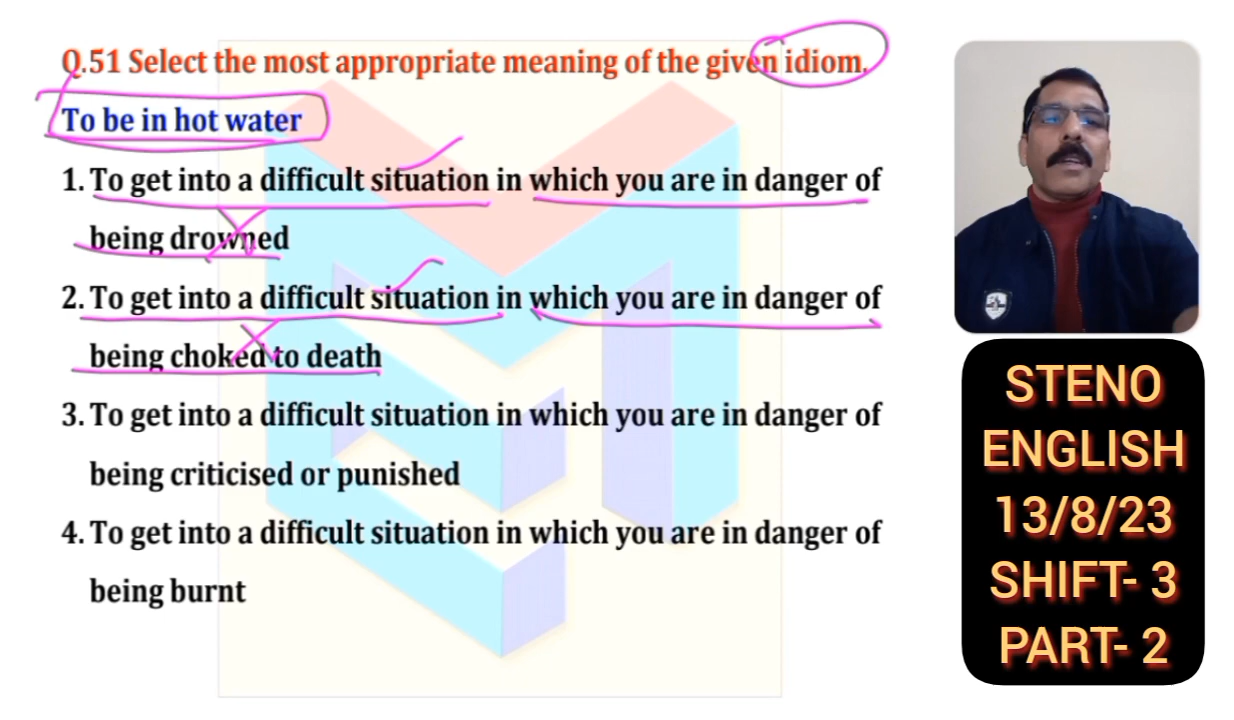 Q.51 Select the most appropriate meaning of the given idiom.
To be in hot water
1. To get into a difficult situation in which you are in danger of
being drowned
2. To get into a difficult situation in which you are in danger of
being choked to death
3. To get into a difficult situation in which you are in danger of
being criticised or punished
4. To get into a difficult situation in which you are in danger of
being burnt
STENO
ENGLISH
13/8/23
SHIFT- 3
PART- 2